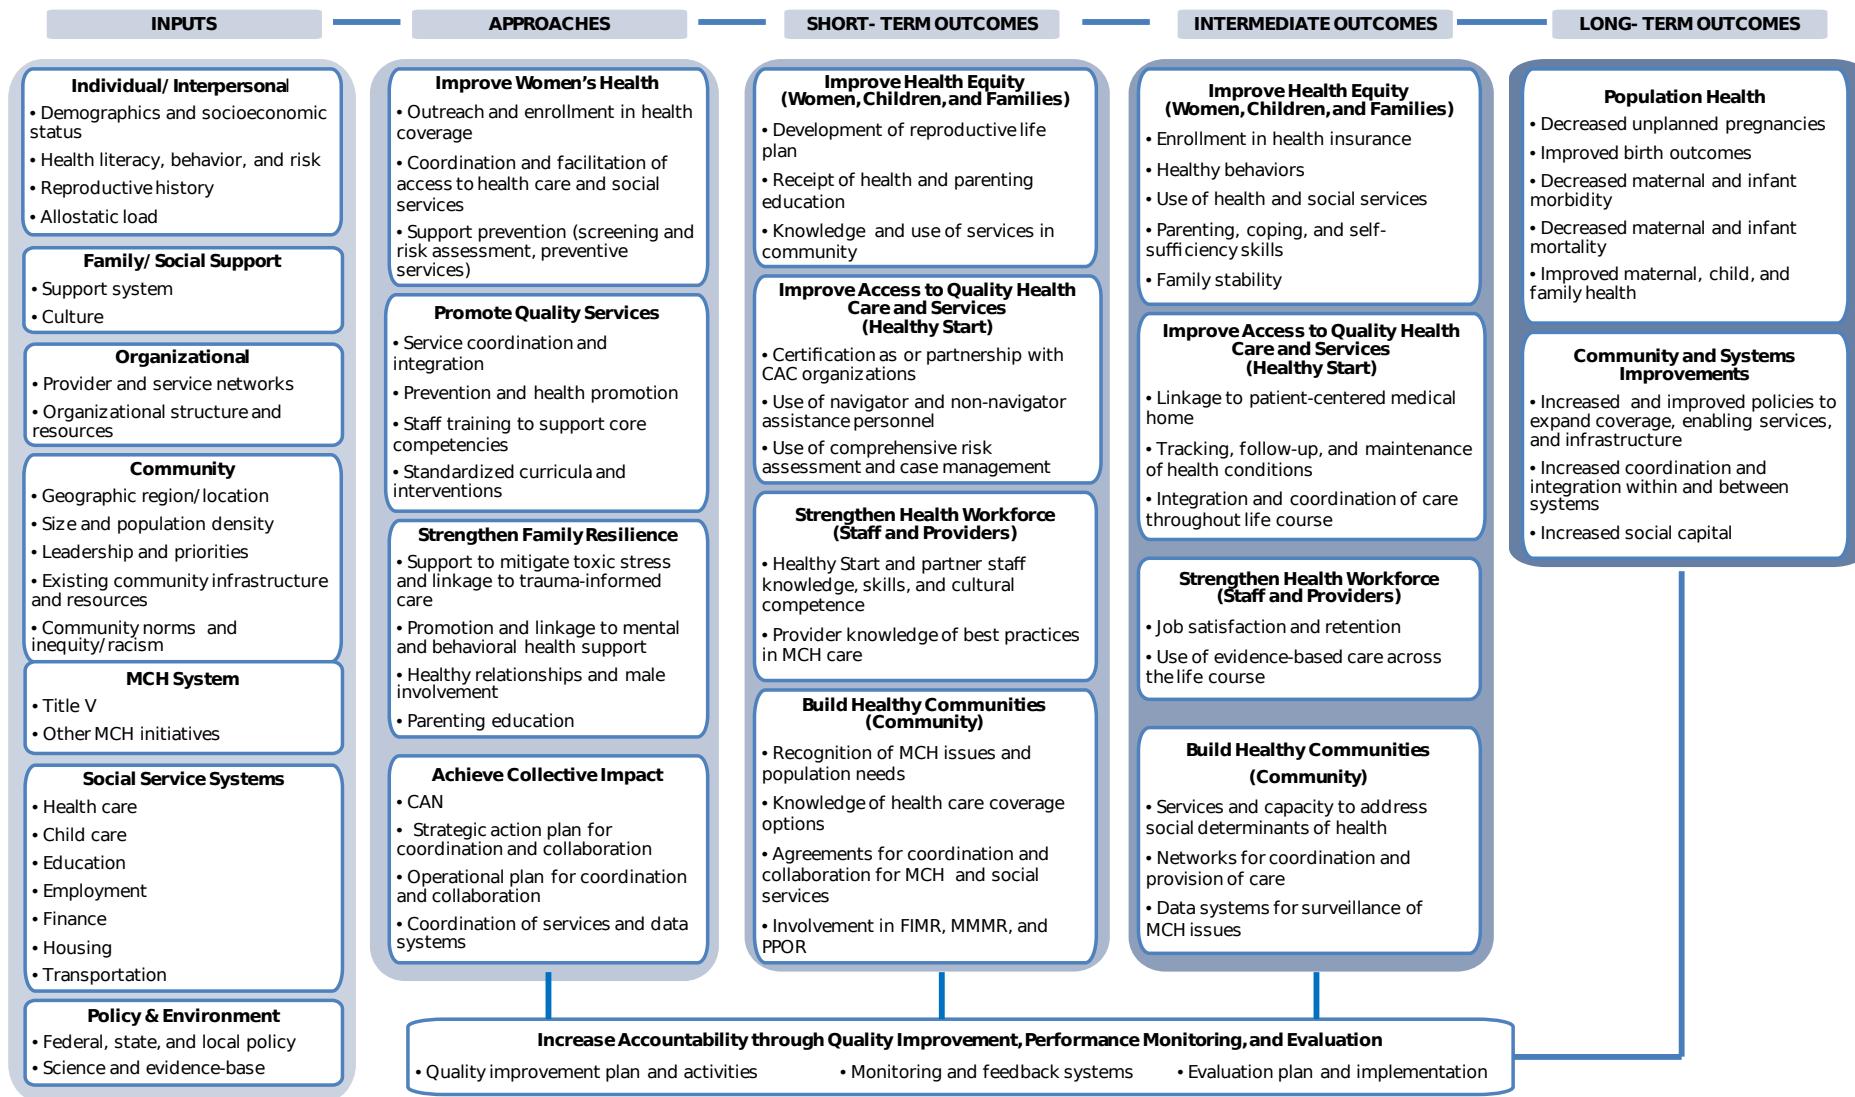 INPUTS
APPROACHES
SHORT- TERM OUTCOMES
INTERMEDIATE OUTCOMES
LONG- TERM OUTCOMES
Individual/ Interpersonal
• Demographics and socioeconomic
status
• Health literacy, behavior, and risk
• Reproductive history
• Allostatic load
Family/ Social Support
• Support system
• Culture
Organizational
• Provider and service networks
• Organizational structure and
resources
Community
• Geographic region/ location
• Size and population density
• Leadership and priorities
• Existing community infrastructure
and resources
• Community norms and
inequity/ racism
MCH System
• Title V
• Other MCH initiatives
Social Service Systems
• Health care
• Child care
• Education
• Employment
• Finance
• Housing
• Transportation
Policy & Environment
• Federal, state, and local policy
• Science and evidence-base
Improve Women's Health
• Outreach and enrollment in health
coverage
• Coordination and facilitation of
access to health care and social
services
• Support prevention (screening and
risk assessment, preventive
services)
Promote Quality Services
• Service coordination and
integration
• Prevention and health promotion
• Staff training to support core
competencies
• Standardized curricula and
interventions
Strengthen Family Resilience
• Support to mitigate toxic stress
and linkage to trauma-informed
care
• Promotion and linkage to mental
and behavioral health support
• Healthy relationships and male
involvement
• Parenting education
Achieve Collective Impact
• CAN
• Strategic action plan for
coordination and collaboration
• Operational plan for coordination
and collaboration
• Coordination of services and data
systems
Improve Health Equity
(Women, Children, and Families)
• Development of reproductive life
plan
• Receipt of health and parenting
education
• Knowledge and use of services in
community
Improve Access to Quality Health
Care and Services
(Healthy Start)
• Certification as or partnership with
CAC organizations
• Use of navigator and non-navigator
assistance personnel
• Use of comprehensive risk
assessment and case management
Strengthen Health Workforce
(Staff and Providers)
• Healthy Start and partner staff
knowledge, skills, and cultural
competence
• Provider knowledge of best practices
in MCH care
Build Healthy Communities
(Community)
• Recognition of MCH issues and
population needs
• Knowledge of health care coverage
options
• Agreements for coordination and
collaboration for MCH and social
services
• Involvement in FIMR, MMMR, and
PPOR
Improve Health Equity
(Women, Children, and Families)
• Enrollment in health insurance
• Healthy behaviors
• Use of health and social services
• Parenting, coping, and self-
sufficiency skills
• Family stability
Improve Access to Quality Health
Care and Services
(Healthy Start)
• Linkage to patient-centered medical
home
• Tracking, follow-up, and maintenance
of health conditions
• Integration and coordination of care
throughout life course
Strengthen Health Workforce
(Staff and Providers)
• Job satisfaction and retention
• Use of evidence-based care across
the life course
Build Healthy Communities
(Community)
• Services and capacity to address
social determinants of health
• Networks for coordination and
provision of care
• Data systems for surveillance of
MCH issues
Population Health
• Decreased unplanned pregnancies
• Improved birth outcomes
• Decreased maternal and infant
morbidity
• Decreased maternal and infant
mortality
• Improved maternal, child, and
family health
Community and Systems
Improvements
• Increased and improved policies to
expand coverage, enabling services,
and infrastructure
• Increased coordination and
integration within and between
systems
• Increased social capital
Increase Accountability through Quality Improvement, Performance Monitoring, and Evaluation
• Quality improvement plan and activities • Monitoring and feedback systems • Evaluation plan and implementation